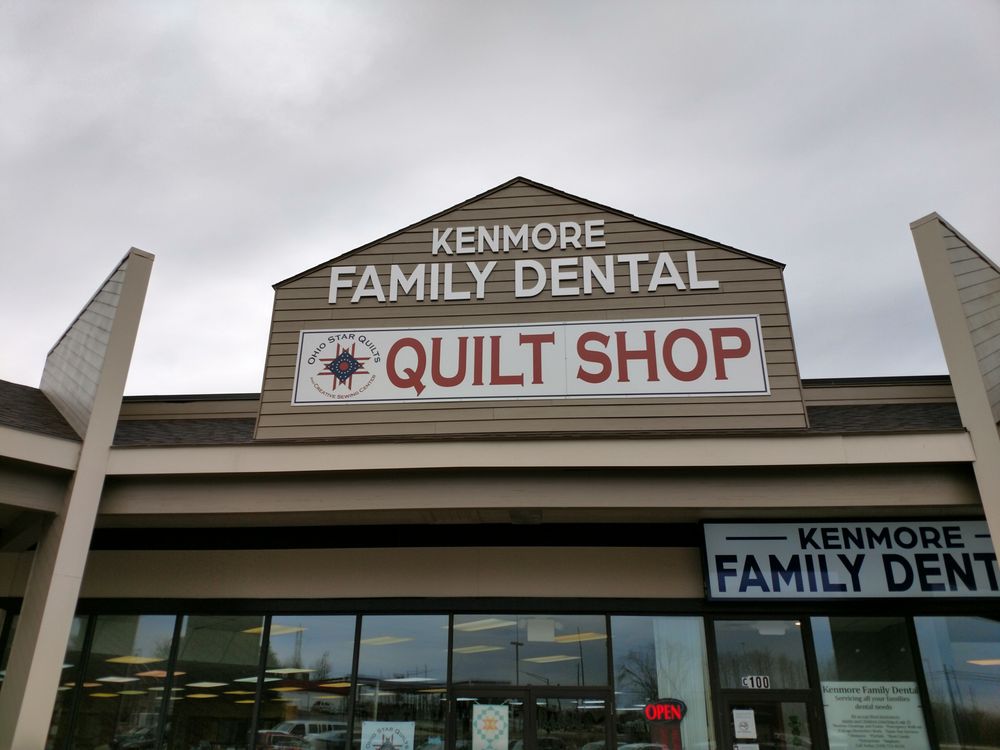 KENMORE
FAMILY DENTAL
OHIO STAR QUILTS
CREATIVE SEWING CENTER
QUILT SHOP
KENMORE
FAMILY DENT
C100
OPEN
Kenmore Family Dental
Servicing all your families
dental needs